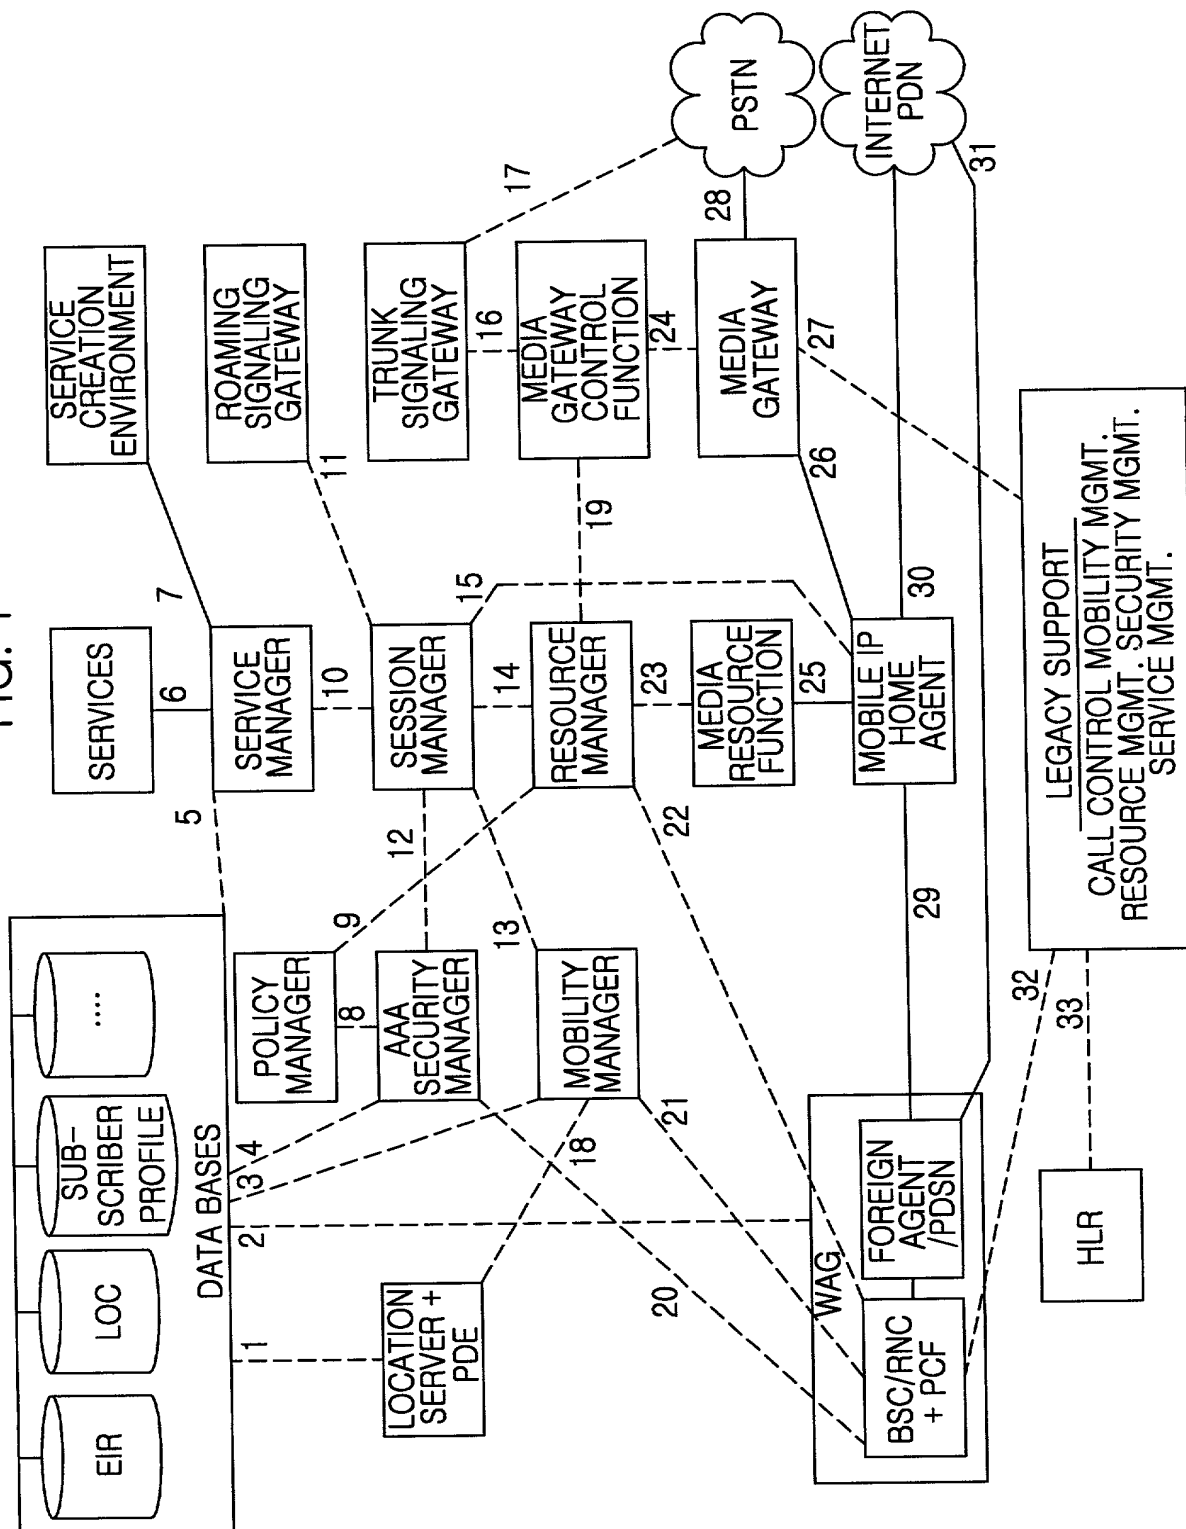 FIG. 1
EIR
LOC
SUB-
SCRIBER
PROFILE
....
DATA BASES
1
2
3
4
5
SERVICES
6
7
SERVICE
CREATION
ENVIRONMENT
LOCATION
SERVER +
PDE
POLICY
MANAGER
8
9
SERVICE
MANAGER
10
11
ROAMING
SIGNALING
GATEWAY
AAA
SECURITY
MANAGER
12
13
SESSION
MANAGER
14
15
TRUNK
SIGNALING
GATEWAY
16
17
MOBILITY
MANAGER
18
RESOURCE
MANAGER
19
MEDIA
GATEWAY
CONTROL
FUNCTION
20
21
22
23
24
MEDIA
RESOURCE
FUNCTION
25
26
MEDIA
GATEWAY
27
28
PSTN
WAG
BSC/RNC
+ PCF
FOREIGN
AGENT
/PDSN
29
MOBILE IP
HOME
AGENT
30
INTERNET
PDN
31
HLR
32
33
LEGACY SUPPORT
CALL CONTROL MOBILITY MGMT.
RESOURCE MGMT. SECURITY MGMT.
SERVICE MGMT.